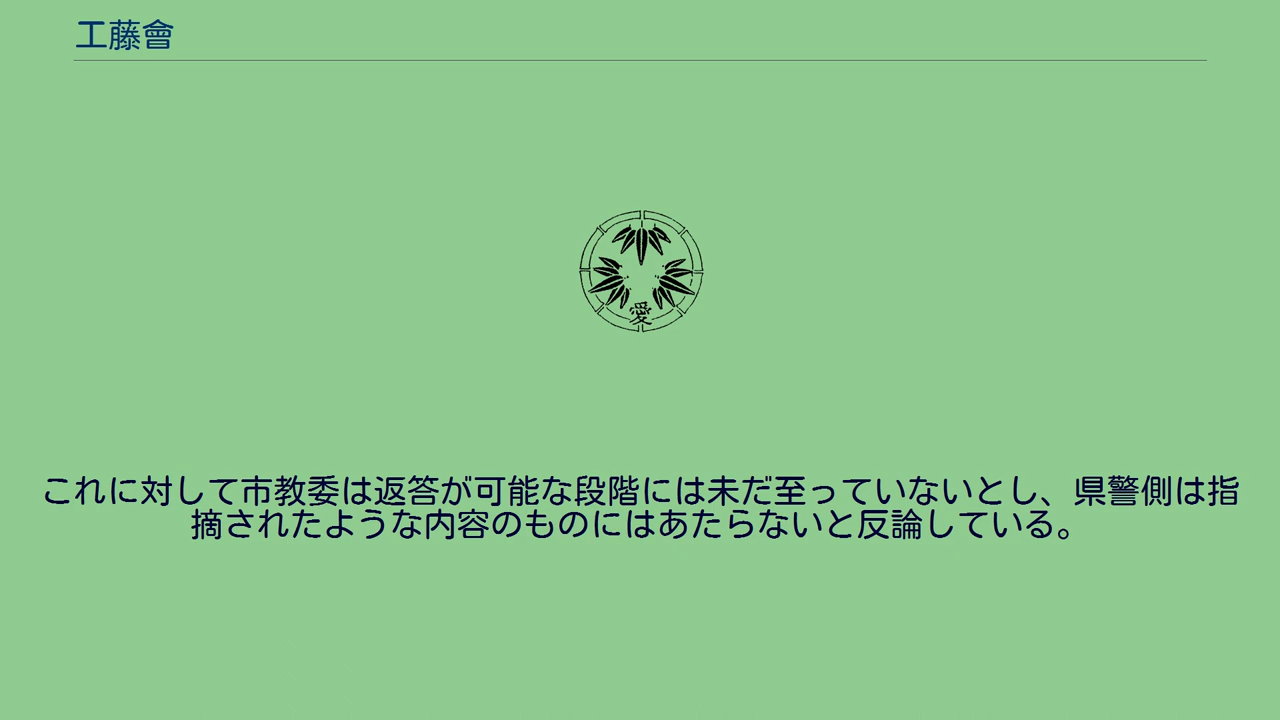 工藤會
愛
これに対して市教委は返答が可能な段階には未だ至っていないとし、県警側は指
摘されたような内容のものにはあたらないと反論している。